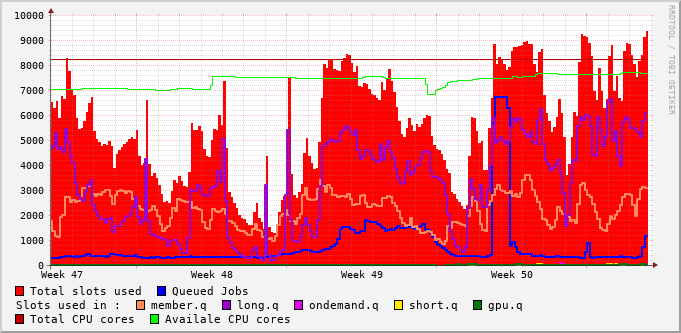 10000
9000
8000
7000
6000
5000
4000
3000
2000
1000
0
Week 47 Week 48 Week 49 Week 50
Total slots used Queued Jobs
Slots used in : member.q long.q ondemand.q short.q gpu.q
Total CPU cores Availale CPU cores
RRDTOOL / TOBI OETIKER